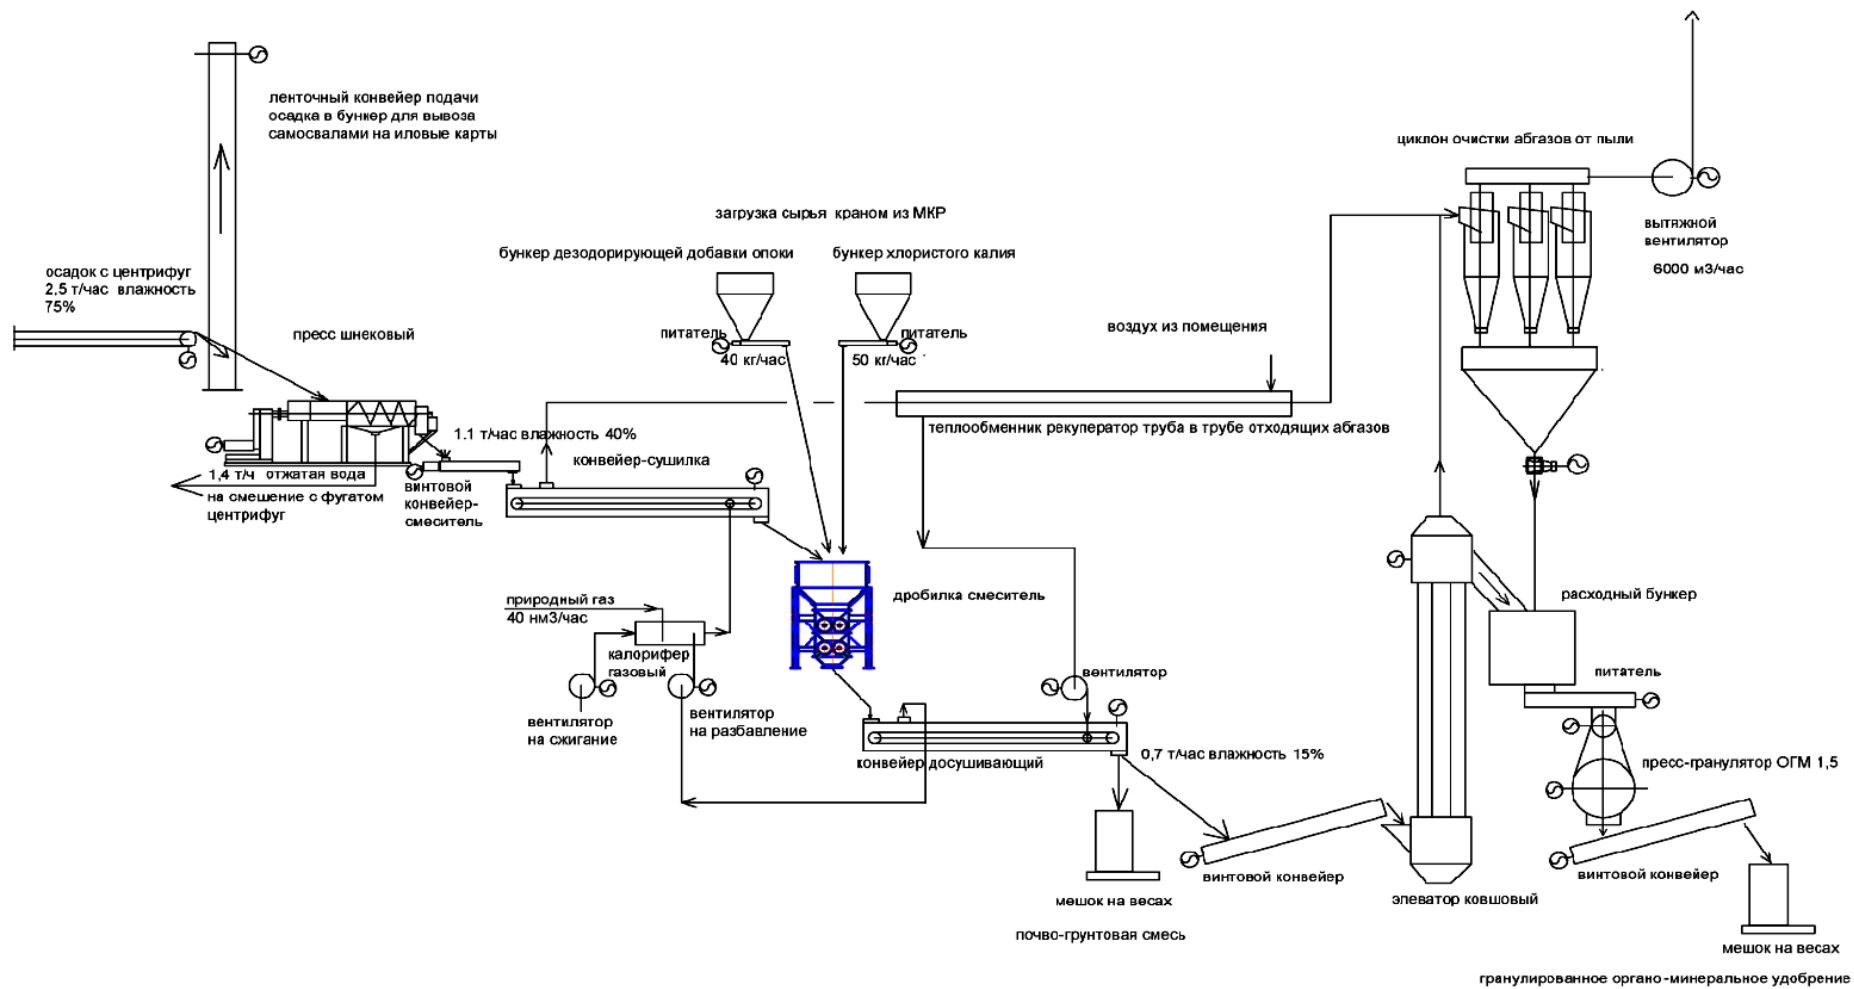 ленточный конвейер подачи
осадка в бункер для вывоза
самосвалами на иловые карты
циклон очистки абгазов от пыли
загрузка сырья краном из МКР
вытяжной
вентилятор
6000 м3/час
бункер дезодорирующей добавки опоки
бункер хлористого калия
осадок с центрифуг
2,5 т/час влажность
75%
пресс шнековый
питатель
40 кг/час
питатель
50 кг/час
воздух из помещения
теплообменник рекуператор труба в трубе отходящих абгазов
1.1 т/час влажность 40%
конвейер-сушилка
1,4 т/ч отжатая вода
на смешение с фугатом
центрифуг
винтовой
конвейер-
смеситель
природный газ
40 нм3/час
калорифер
газовый
дробилка смеситель
расходный бункер
питатель
вентилятор
вентилятор
на сжигание
вентилятор
на разбавление
конвейер досушивающий
0,7 т/час влажность 15%
пресс-гранулятор ОГМ 1,5
винтовой конвейер
винтовой конвейер
элеватор ковшовый
мешок на весах
почво-грунтовая смесь
мешок на весах
гранулированное органо-минеральное удобрение